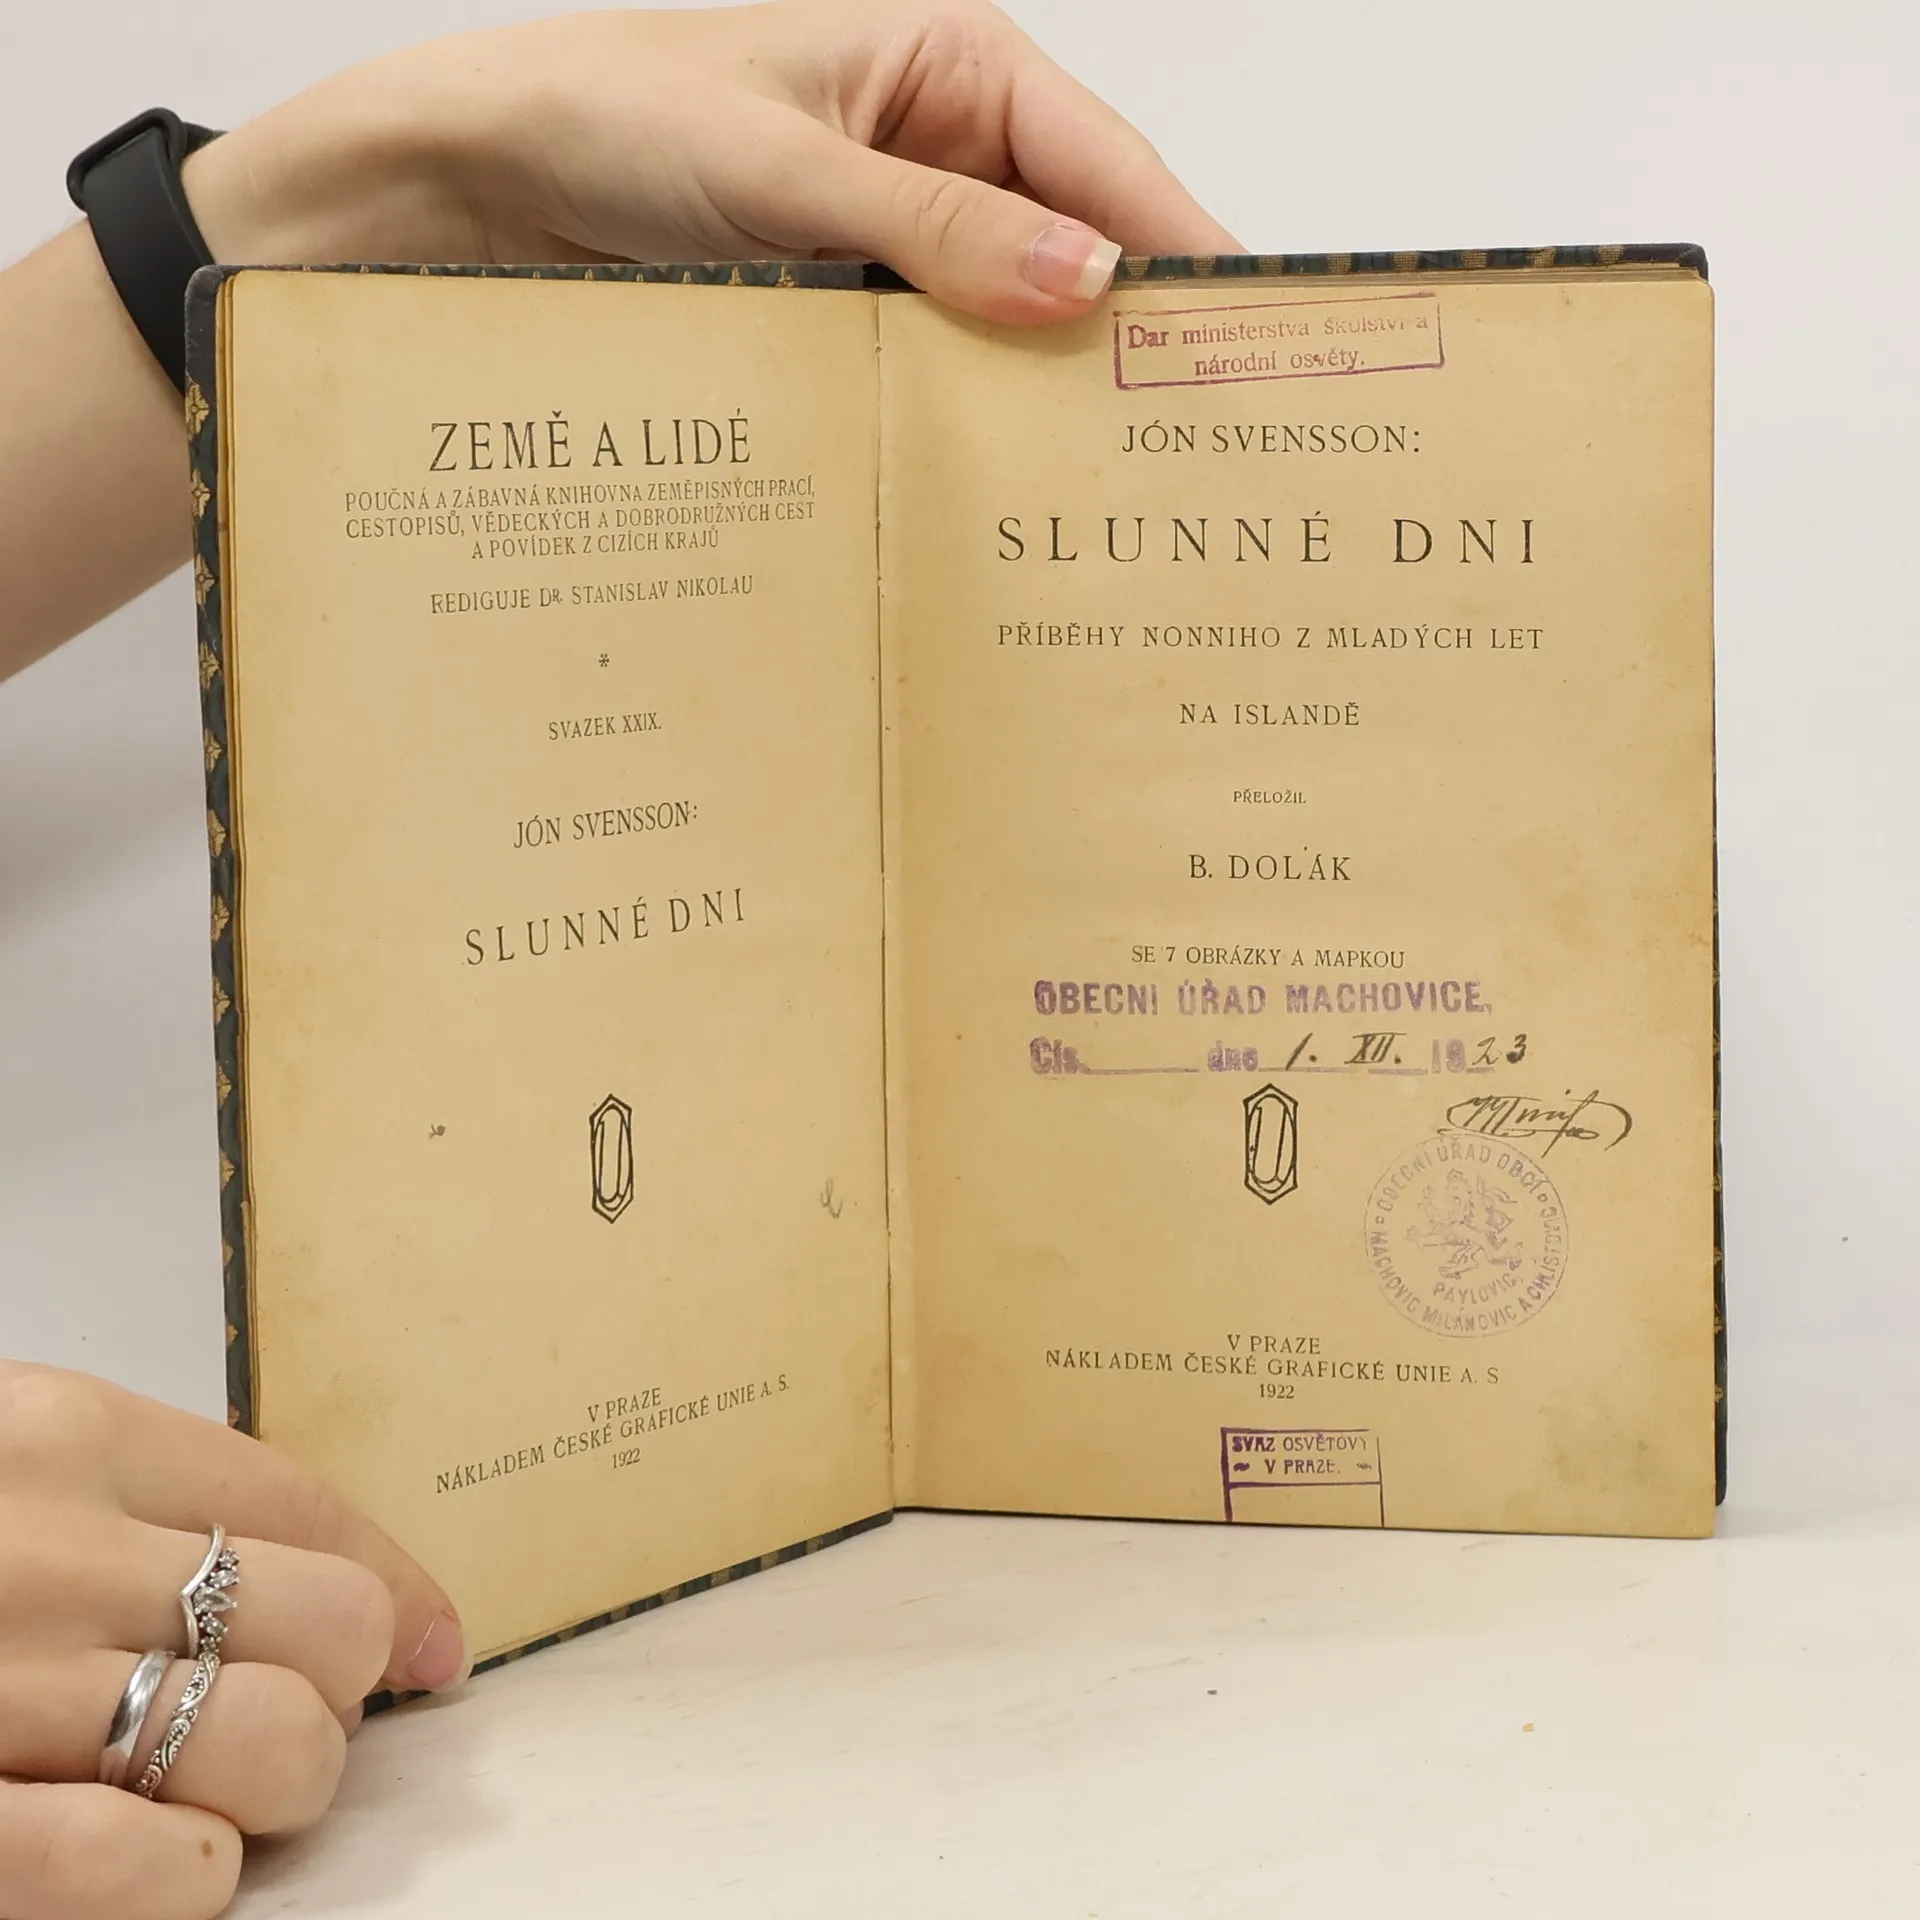 ZEMĚ A LIDÉ
POUČNÁ A ZÁBAVNÁ KNIHOVNA ZEMĚPISNÝCH PRACÍ,
CESTOPISŮ, VĚDECKÝCH A DOBRODRUŽNÝCH CEST
A POVÍDEK Z CIZÍCH KRAJŮ
REDIGUJE DR. STANISLAV NIKOLAU
*
SVAZEK XXIX.
JÓN SVENSSON:
SLUNNÉ DNI
V PRAZE
NÁKLADEM ČESKÉ GRAFICKÉ UNIE A. S.
1922
Dar ministerstva školství a
národní osvěty.
JÓN SVENSSON:
SLUNNÉ DNI
PŘÍBĚHY NONNIHO Z MLADÝCH LET
NA ISLANDĚ
PŘELOŽIL
B. DOLÁK
SE 7 OBRÁZKY A MAPKOU
OBECNI ÚŘAD MACHOVICE,
Čís. dne 1. XII. 1923
OBECNÍ ÚŘAD OBCÍ
MACHOVIC MILÁNOVIC A CHLÍSTOVIC
PAVLOVIC
V PRAZE
NÁKLADEM ČESKÉ GRAFICKÉ UNIE A. S
1922
SVAZ OSVĚTOVÝ
V PRAZE.